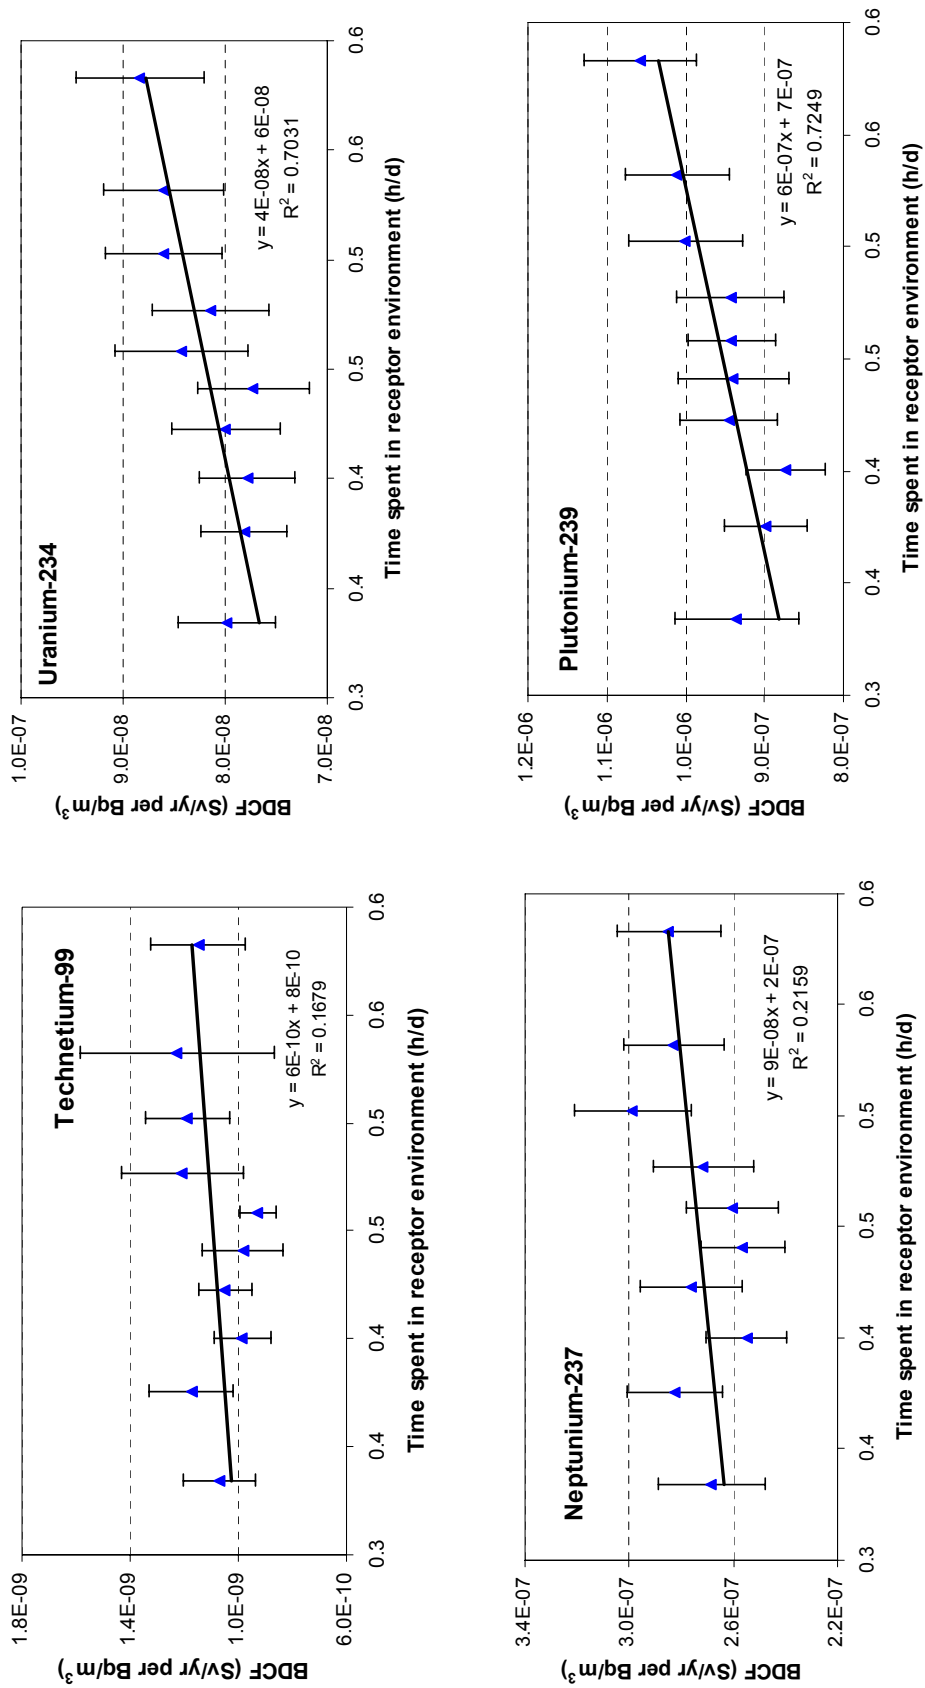 Technetium-99
1.8E-09
1.4E-09
1.0E-09
6.0E-10
BDCF (Sv/yr per Bq/m³)
y = 6E-10x + 8E-10
R² = 0.1679
0.3
0.4
0.4
0.5
0.5
0.6
0.6
Time spent in receptor environment (h/d)
Uranium-234
1.0E-07
9.0E-08
8.0E-08
7.0E-08
BDCF (Sv/yr per Bq/m³)
y = 4E-08x + 6E-08
R² = 0.7031
0.3
0.4
0.4
0.5
0.5
0.6
0.6
Time spent in receptor environment (h/d)
Neptunium-237
3.4E-07
3.0E-07
2.6E-07
2.2E-07
BDCF (Sv/yr per Bq/m³)
y = 9E-08x + 2E-07
R² = 0.2159
0.3
0.4
0.4
0.5
0.5
0.6
0.6
Time spent in receptor environment (h/d)
Plutonium-239
1.2E-06
1.1E-06
1.0E-06
9.0E-07
8.0E-07
BDCF (Sv/yr per Bq/m³)
y = 6E-07x + 7E-07
R² = 0.7249
0.3
0.4
0.4
0.5
0.5
0.6
0.6
Time spent in receptor environment (h/d)